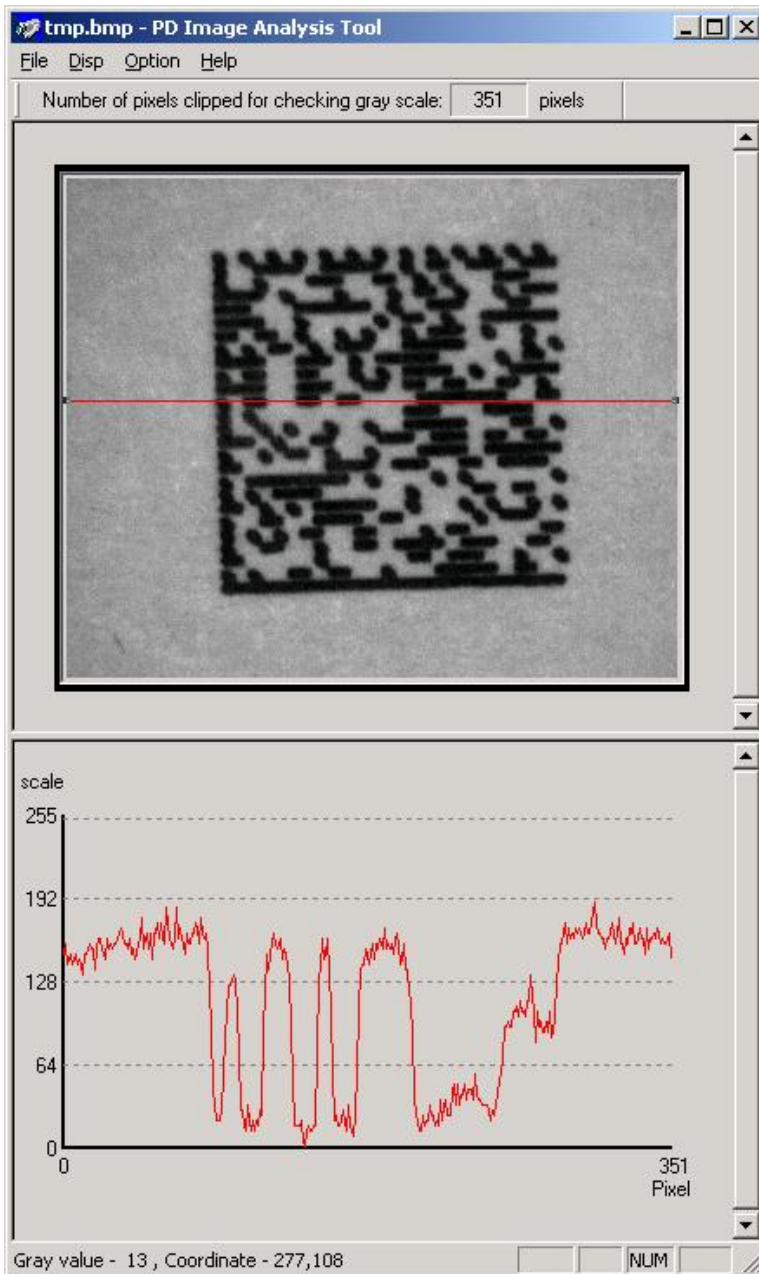 tmp.bmp - PD Image Analysis Tool
File Disp Option Help
Number of pixels clipped for checking gray scale: 351 pixels
scale
255
192
128
64
0
0 351
Pixel
Gray value - 13 , Coordinate - 277,108 NUM